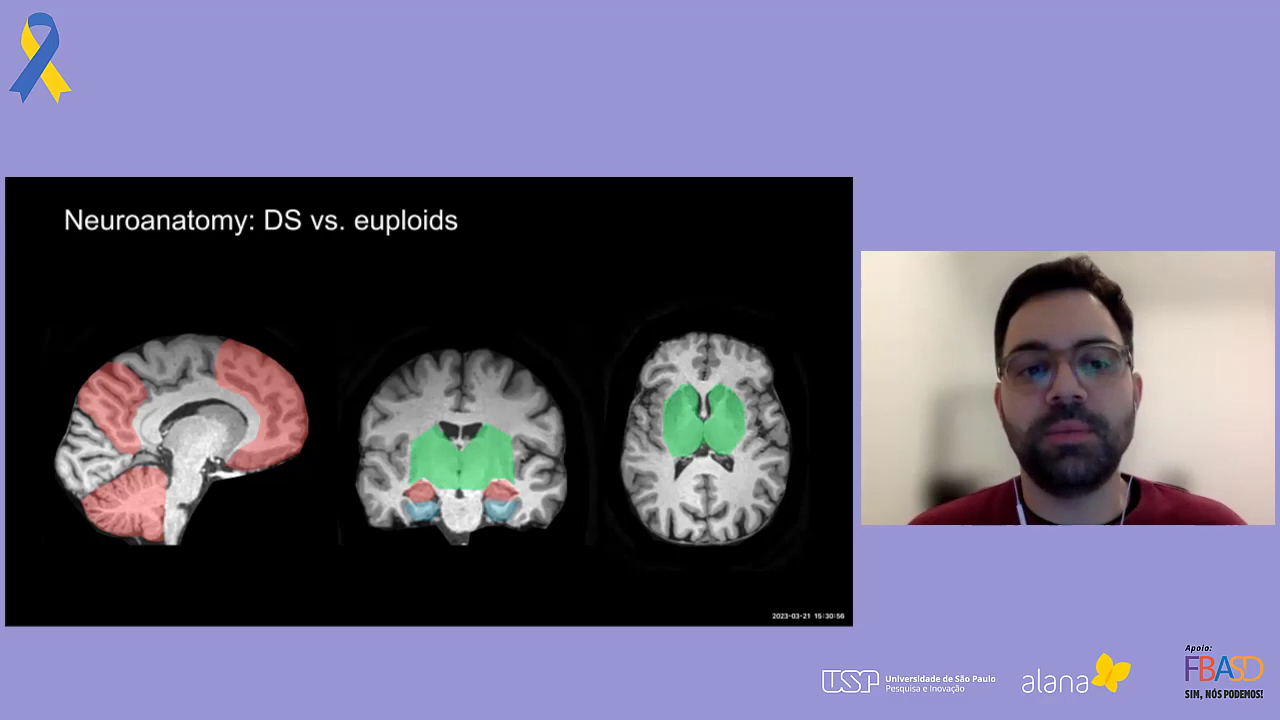 Neuroanatomy: DS vs. euploids
2023-03-21 15:30:56
USP Universidade de São Paulo
Pesquisa e Inovação
alana
Apoio:
FBASD
SIM, NÓS PODEMOS!